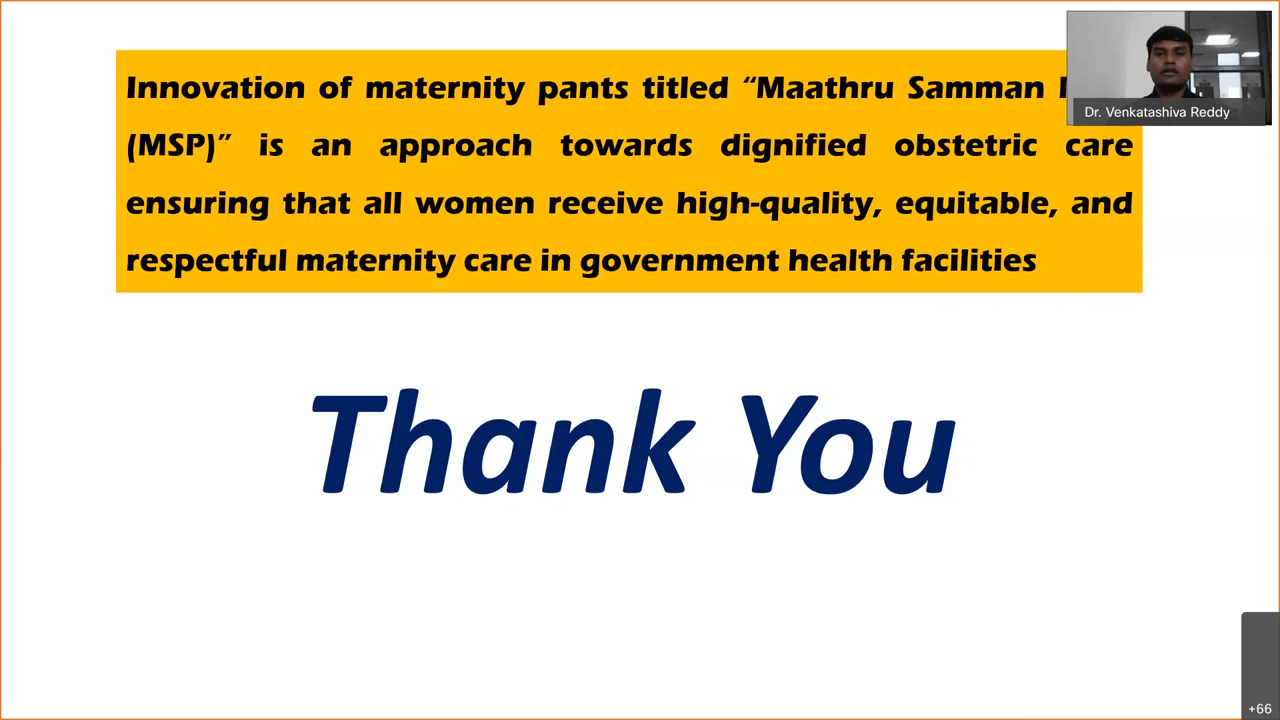 Innovation of maternity pants titled “Maathru Samman
(MSP)” is an approach towards dignified obstetric care
ensuring that all women receive high-quality, equitable, and
respectful maternity care in government health facilities
Dr. Venkatashiva Reddy
Thank You
+66